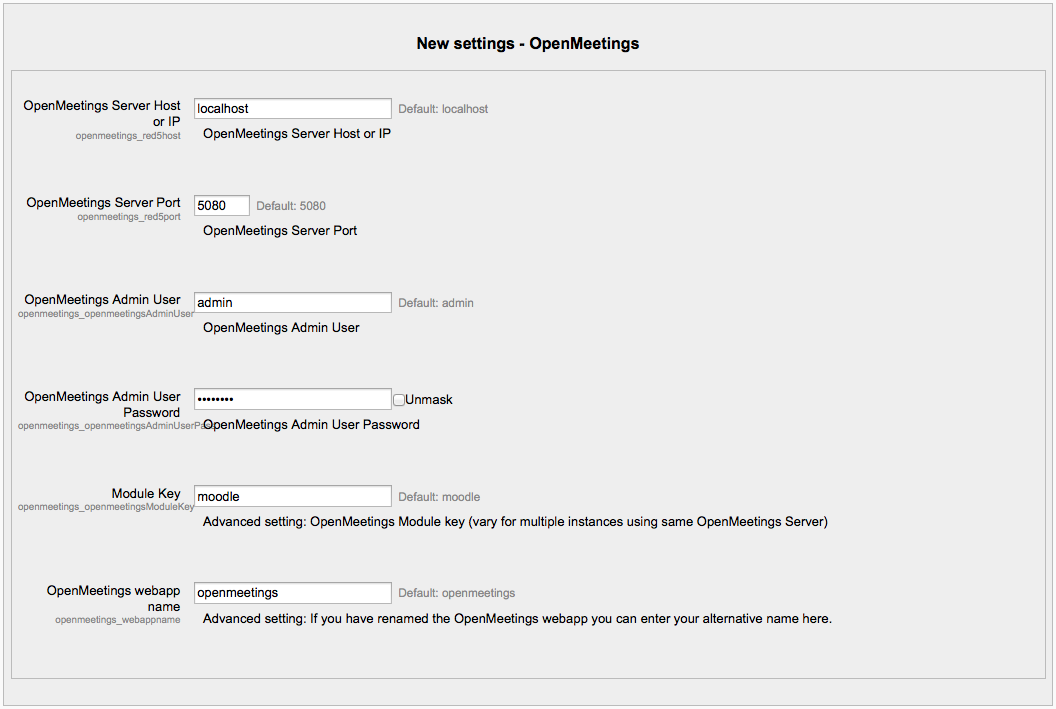 New settings - OpenMeetings
OpenMeetings Server Host
or IP
openmeetings_red5host
localhost
Default: localhost
OpenMeetings Server Host or IP
OpenMeetings Server Port
openmeetings_red5port
5080
Default: 5080
OpenMeetings Server Port
OpenMeetings Admin User
openmeetings_openmeetingsAdminUser
admin
Default: admin
OpenMeetings Admin User
OpenMeetings Admin User
Password
openmeetings_openmeetingsAdminUserPass
••••••••
Unmask
OpenMeetings Admin User Password
Module Key
openmeetings_openmeetingsModuleKey
moodle
Default: moodle
Advanced setting: OpenMeetings Module key (vary for multiple instances using same OpenMeetings Server)
OpenMeetings webapp
name
openmeetings_webappname
openmeetings
Default: openmeetings
Advanced setting: If you have renamed the OpenMeetings webapp you can enter your alternative name here.